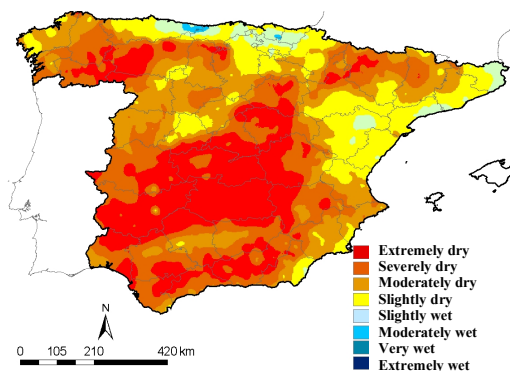 Extremely dry
Severely dry
Moderately dry
Slightly dry
Slightly wet
Moderately wet
Very wet
Extremely wet
N
0 105 210 420 km